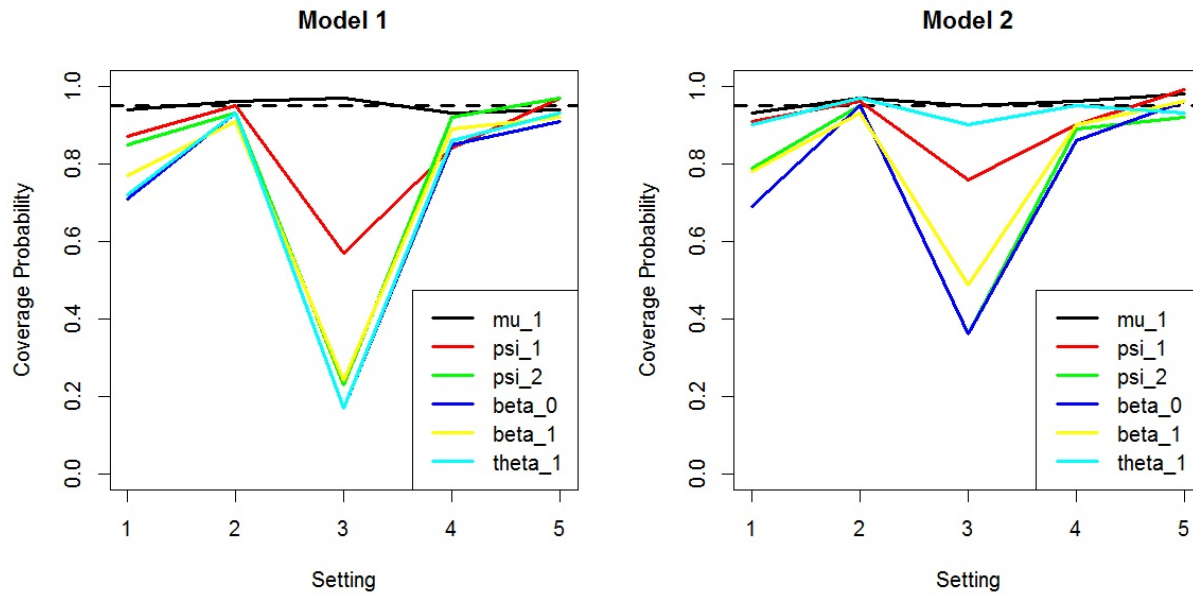 Model 1
Coverage Probability
1.0
0.8
0.6
0.4
0.2
0.0
mu_1
psi_1
psi_2
beta_0
beta_1
theta_1
1 2 3 4 5
Setting
Model 2
Coverage Probability
1.0
0.8
0.6
0.4
0.2
0.0
mu_1
psi_1
psi_2
beta_0
beta_1
theta_1
1 2 3 4 5
Setting